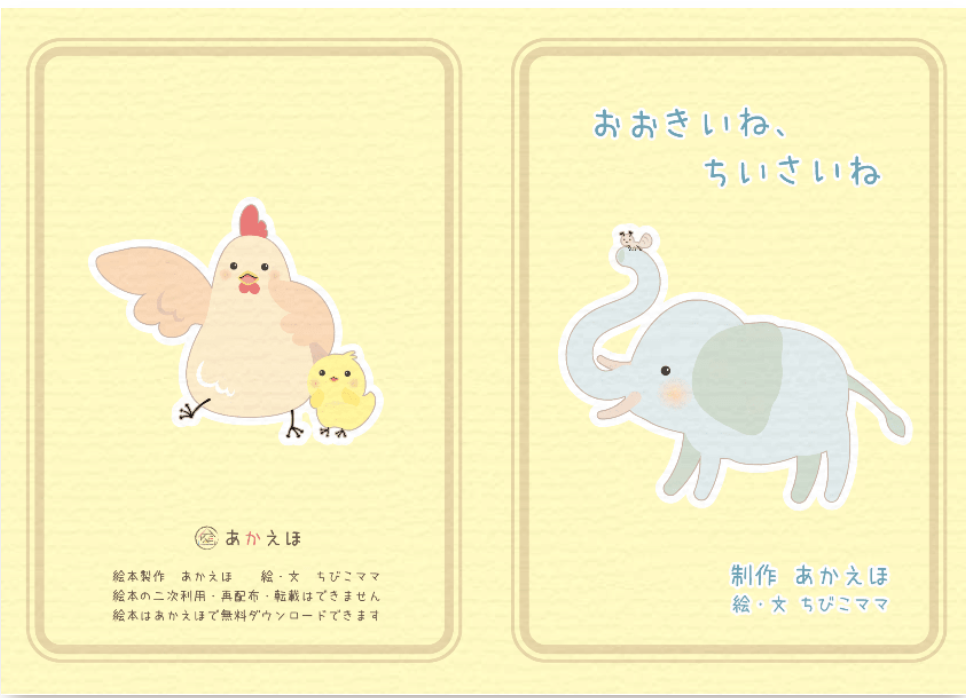 おおきいね、
ちいさいね
制作 あかえほ
絵・文 ちびこママ
あかえほ
絵本製作 あかえほ 絵・文 ちびこママ
絵本の二次利用・再配布・転載はできません
絵本はあかえほで無料ダウンロードできます